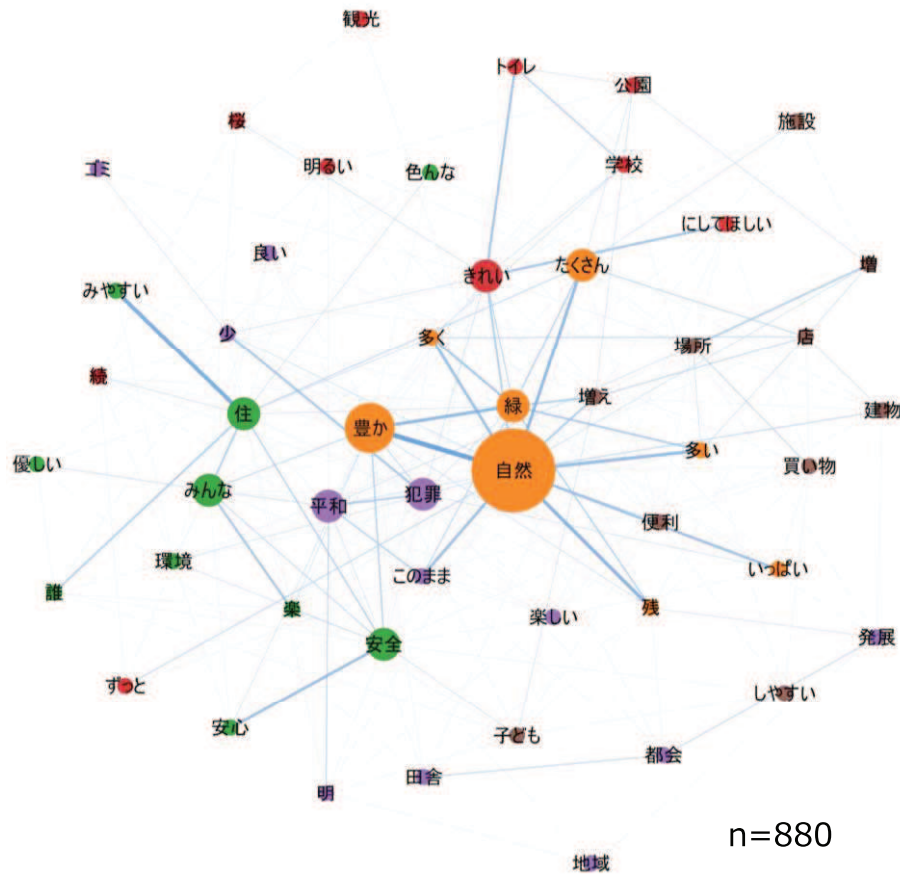 観光
トイレ
公園
桜
施設
ゴミ
明るい
色んな
学校
にしてほしい
良い
きれい
たくさん
増
みやすい
少
多く
場所
店
続
住
豊か
緑
増え
建物
優しい
みんな
平和
犯罪
自然
多い
買い物
便利
環境
このまま
いっぱい
誰
楽
楽しい
残
安全
発展
ずっと
しやすい
安心
子ども
都会
明
田舎
n=880
地域